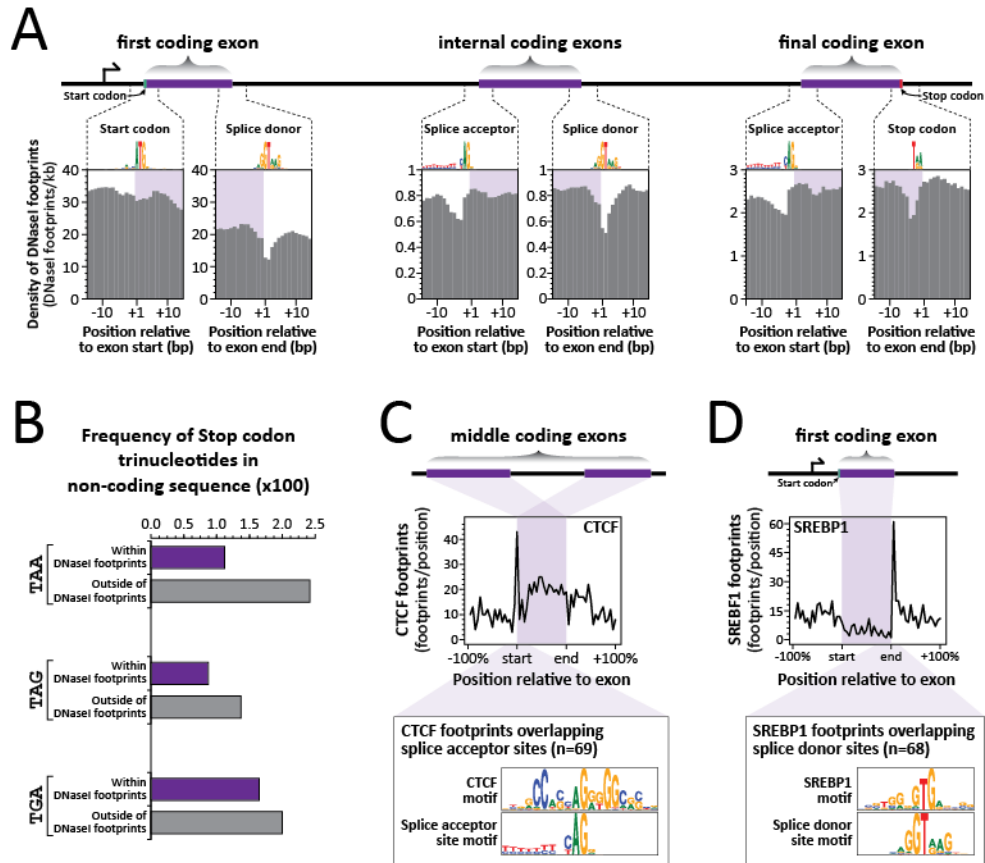 A
first coding exon
internal coding exons
final coding exon
Start codon
Stop codon
Start codon
Splice donor
Splice acceptor
Splice donor
Splice acceptor
Stop codon
Density of DNaseI footprints
(DNaseI footprints/kb)
40
30
20
10
0
40
30
20
10
0
1
0.8
0.6
0.4
0.2
0
1
0.8
0.6
0.4
0.2
0
3
2
1
0
3
2
1
0
-10 +1 +10
-10 +1 +10
-10 +1 +10
-10 +1 +10
-10 +1 +10
-10 +1 +10
Position relative
to exon start (bp)
Position relative
to exon end (bp)
Position relative
to exon start (bp)
Position relative
to exon end (bp)
Position relative
to exon start (bp)
Position relative
to exon end (bp)
B
Frequency of Stop codon
trinucleotides in
non-coding sequence (x100)
0.0 0.5 1.0 1.5 2.0 2.5
TAA
Within
DNaseI footprints
Outside of
DNaseI footprints
TAG
Within
DNaseI footprints
Outside of
DNaseI footprints
TGA
Within
DNaseI footprints
Outside of
DNaseI footprints
C
middle coding exons
CTCF footprints
(footprints/position)
40
30
20
10
0
CTCF
-100% start end +100%
Position relative to exon
CTCF footprints overlapping
splice acceptor sites (n=69)
CTCF
motif
Splice acceptor
site motif
D
first coding exon
Start codon
SREBF1 footprints
(footprints/position)
60
45
30
15
0
SREBP1
-100% start end +100%
Position relative to exon
SREBP1 footprints overlapping
splice donor sites (n=68)
SREBP1
motif
Splice donor
site motif